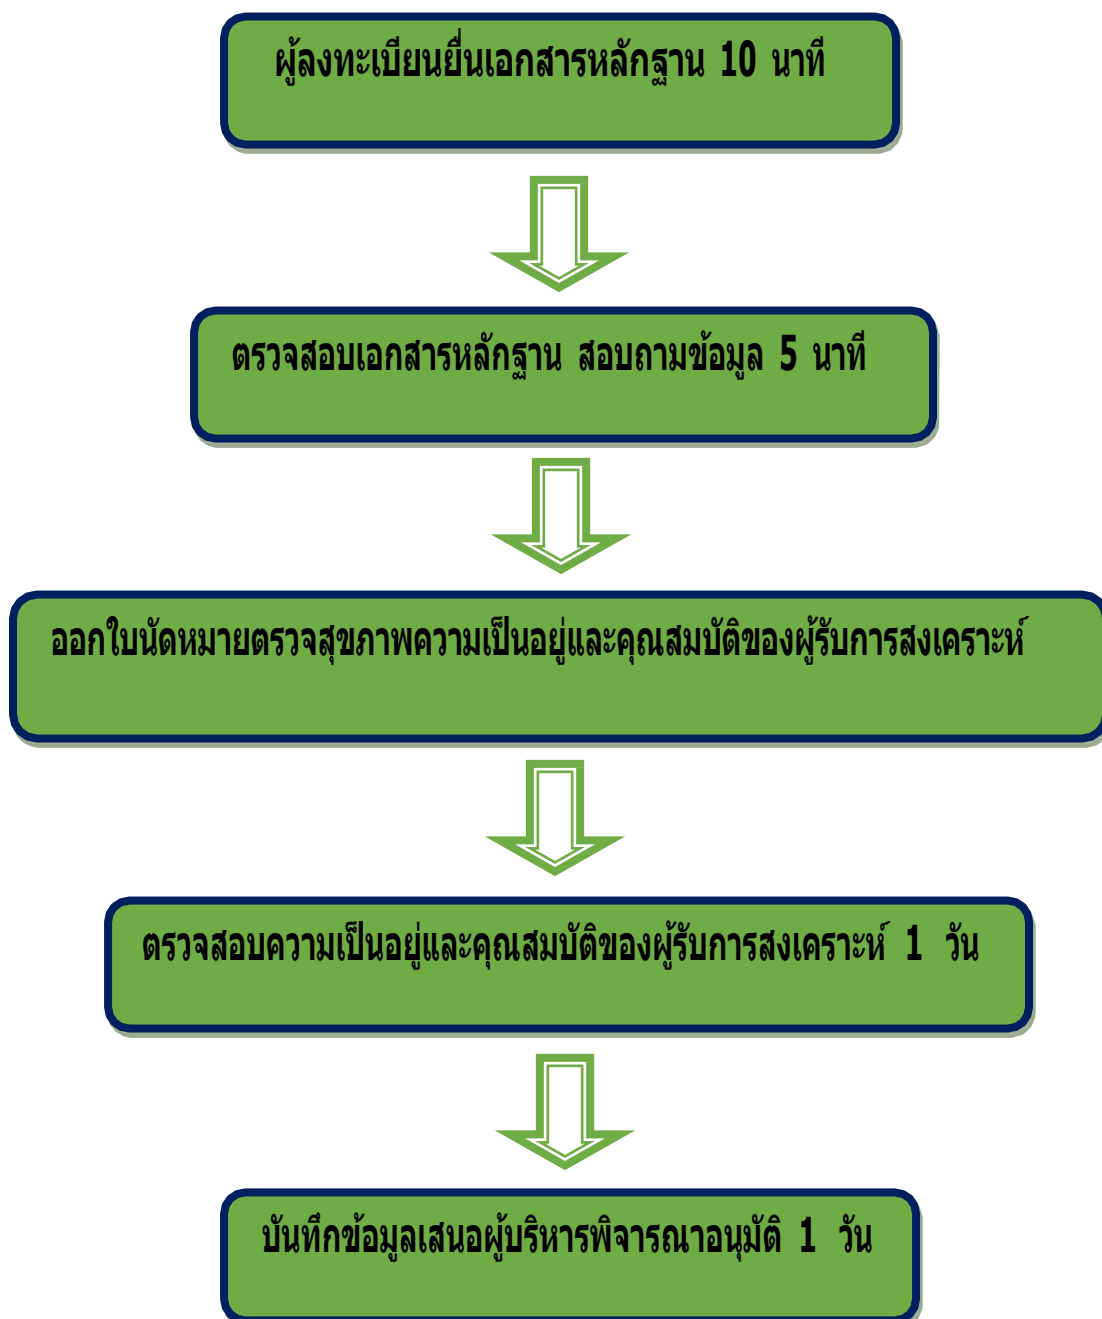 ผู้ลงทะเบียนยื่นเอกสารหลักฐาน 10 นาที
ตรวจสอบเอกสารหลักฐาน สอบถามข้อมูล 5 นาที
ออกใบนัดหมายตรวจสุขภาพความเป็นอยู่และคุณสมบัติของผู้รับการสงเคราะห์
ตรวจสอบความเป็นอยู่และคุณสมบัติของผู้รับการสงเคราะห์ 1 วัน
บันทึกข้อมูลเสนอผู้บริหารพิจารณาอนุมัติ 1 วัน